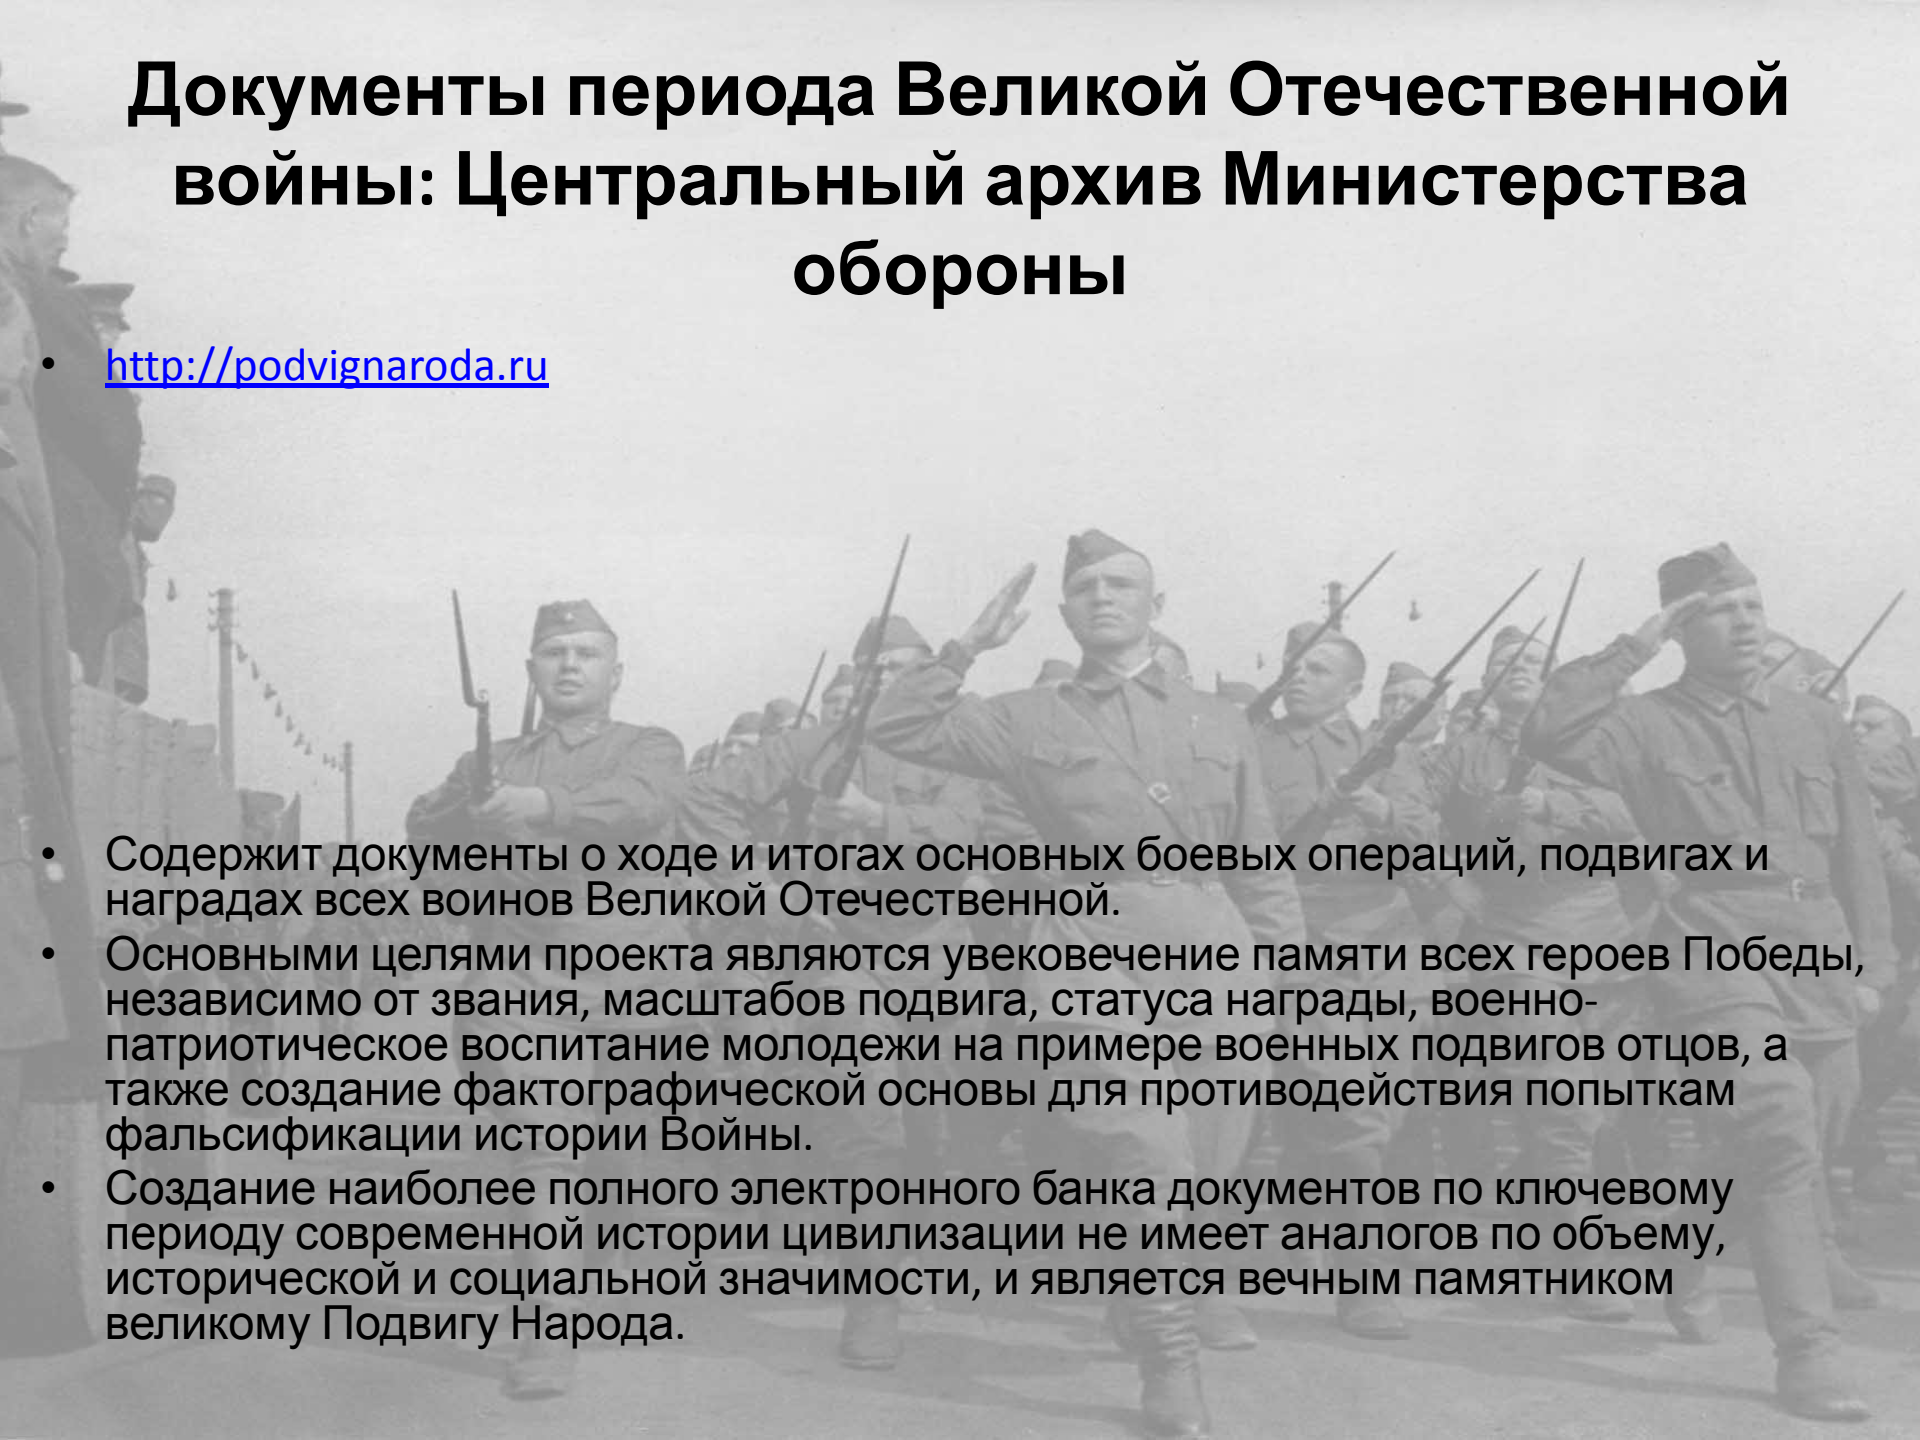 Документы периода Великой Отечественной
войны: Центральный архив Министерства
обороны
• http://podvignaroda.ru
• Содержит документы о ходе и итогах основных боевых операций, подвигах и
наградах всех воинов Великой Отечественной.
• Основными целями проекта являются увековечение памяти всех героев Победы,
независимо от звания, масштабов подвига, статуса награды, военно-
патриотическое воспитание молодежи на примере военных подвигов отцов, а
также создание фактографической основы для противодействия попыткам
фальсификации истории Войны.
• Создание наиболее полного электронного банка документов по ключевому
периоду современной истории цивилизации не имеет аналогов по объему,
исторической и социальной значимости, и является вечным памятником
великому Подвигу Народа.